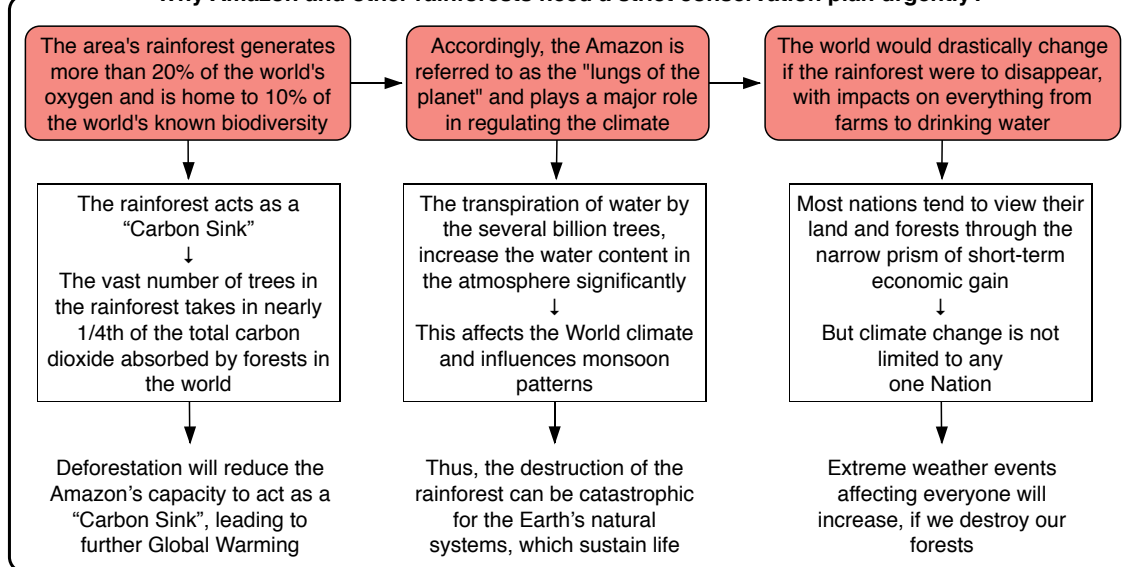 Why Amazon and other rainforests need a strict conservation plan urgently?
The area's rainforest generates
more than 20% of the world's
oxygen and is home to 10% of
the world's known biodiversity
Accordingly, the Amazon is
referred to as the "lungs of the
planet" and plays a major role
in regulating the climate
The world would drastically change
if the rainforest were to disappear,
with impacts on everything from
farms to drinking water
The rainforest acts as a
“Carbon Sink”
↓
The vast number of trees in
the rainforest takes in nearly
1/4th of the total carbon
dioxide absorbed by forests in
the world
The transpiration of water by
the several billion trees,
increase the water content in
the atmosphere significantly
↓
This affects the World climate
and influences monsoon
patterns
Most nations tend to view their
land and forests through the
narrow prism of short-term
economic gain
↓
But climate change is not
limited to any
one Nation
Deforestation will reduce the
Amazon’s capacity to act as a
“Carbon Sink”, leading to
further Global Warming
Thus, the destruction of the
rainforest can be catastrophic
for the Earth’s natural
systems, which sustain life
Extreme weather events
affecting everyone will
increase, if we destroy our
forests